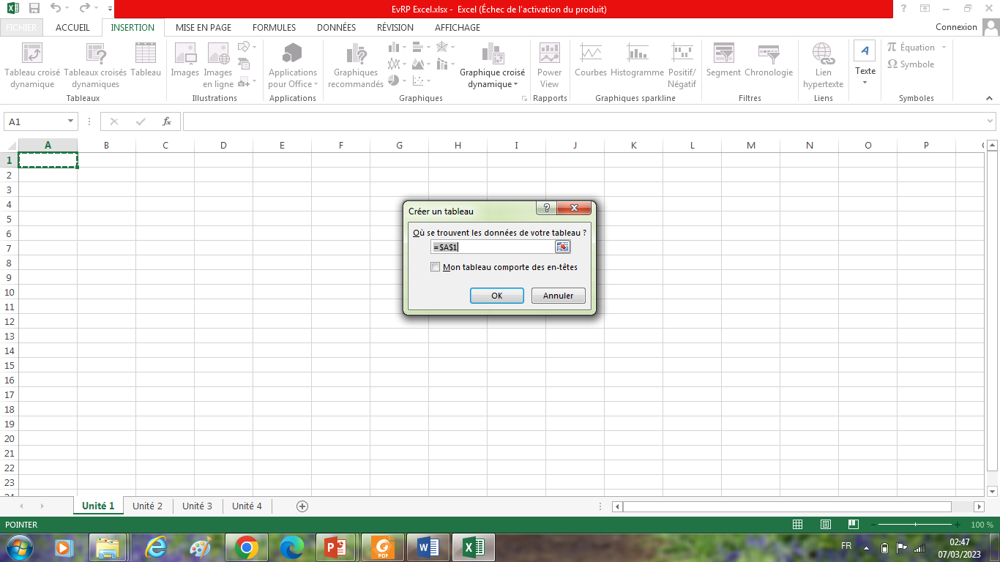 EvRP Excel.xlsx - Excel (Échec de l'activation du produit)
FICHIER ACCUEIL INSERTION MISE EN PAGE FORMULES DONNÉES RÉVISION AFFICHAGE Connexion
Tableau croisé dynamique
Tableaux croisés dynamiques
Tableau
Tableaux
Images
Images en ligne
Illustrations
Applications pour Office
Applications
Graphiques recommandés
Graphique croisé dynamique
Graphiques
Power View
Rapports
Courbes
Histogramme
Positif/ Négatif
Graphiques sparkline
Segment
Chronologie
Filtres
Lien hypertexte
Liens
A
Texte
π Équation
Ω Symbole
Symboles
A1 fx
A B C D E F G H I J K L M N O P
1
2
3
4
5
6
7
8
9
10
11
12
13
14
15
16
17
18
19
20
21
22
23
24
Créer un tableau
Où se trouvent les données de votre tableau ?
=$A$1
Mon tableau comporte des en-têtes
OK Annuler
Unité 1 Unité 2 Unité 3 Unité 4
POINTER 100 %
FR 02:47
07/03/2023
PDF